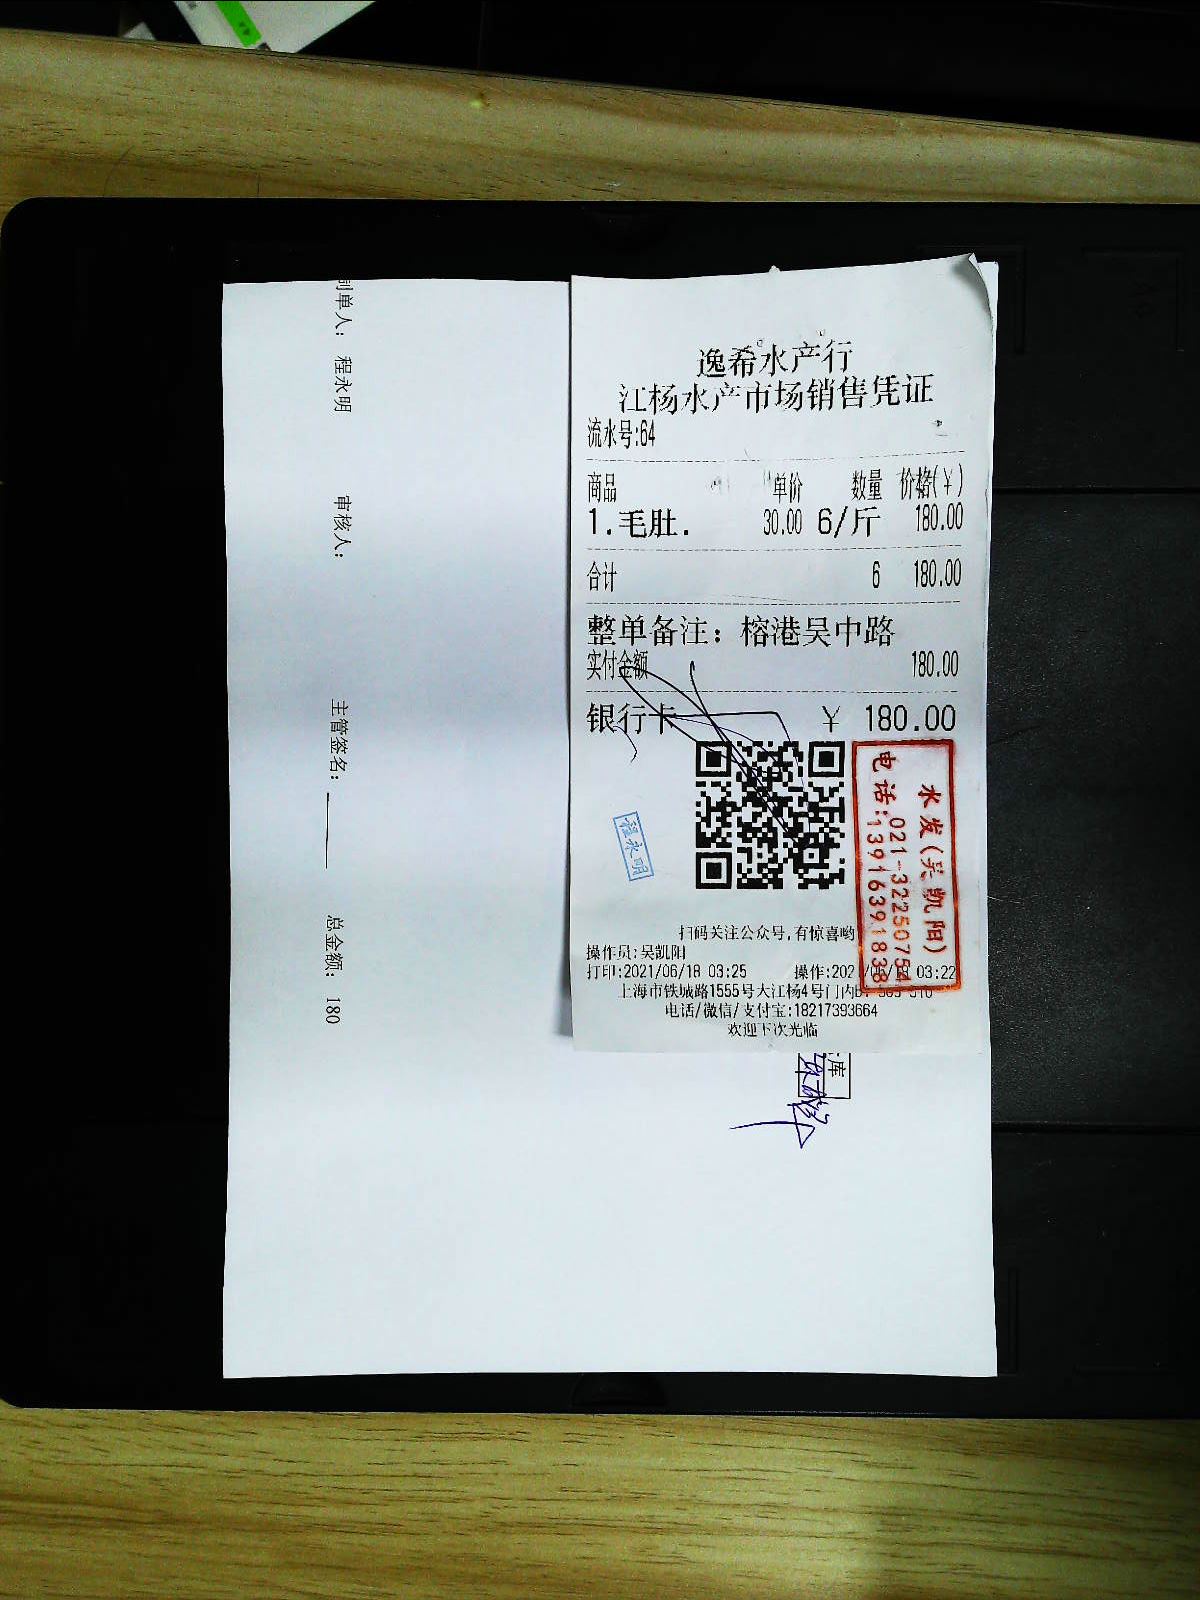 逸希水产行
江杨水产市场销售凭证
流水号:64
商品 单价 数量 价格(￥)
1.毛肚. 30.00 6/斤 180.00
合计 6 180.00
整单备注：榕港吴中路
实付金额 180.00
银行卡 ￥ 180.00
程永明
水发(吴凯阳)
电话:021-32250754
13916391838
扫码关注公众号,有惊喜哟
操作员:吴凯阳
打印:2021/06/18 03:25 操作:2021/06/18 03:22
上海市铁城路1555号大江杨4号门内
电话/微信/支付宝:18217393664
欢迎下次光临
库
制单人： 程永明 审核人： 主管签名： 总金额： 180